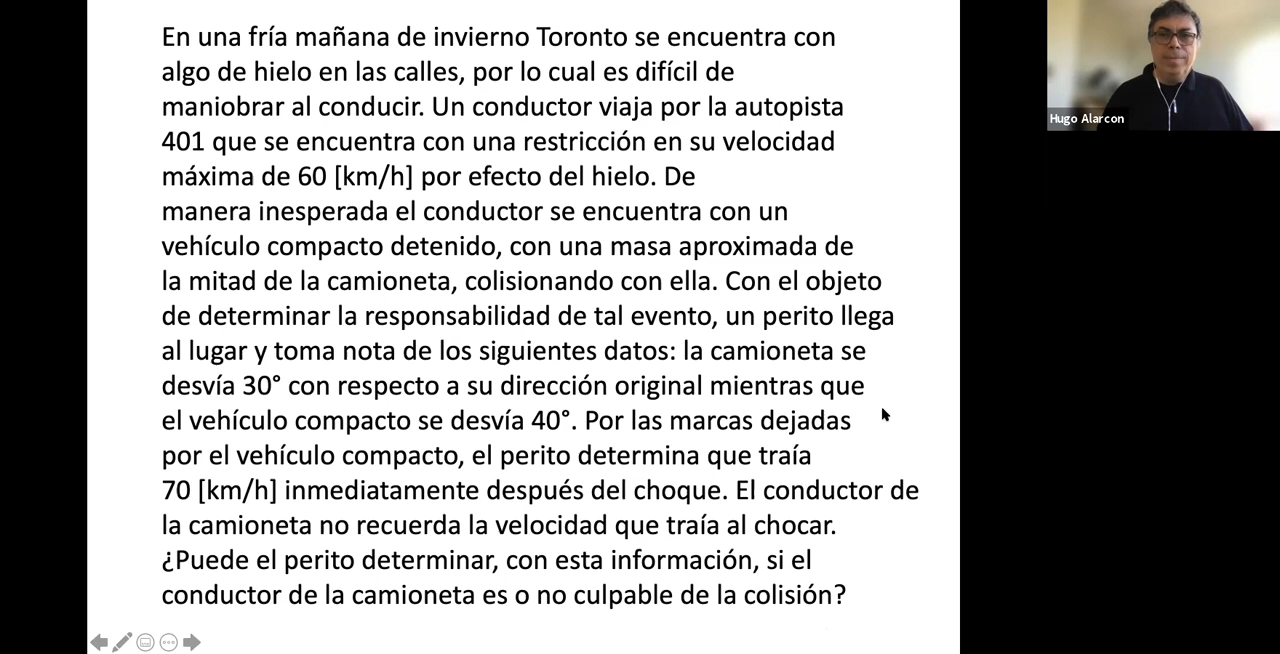 En una fría mañana de invierno Toronto se encuentra con
algo de hielo en las calles, por lo cual es difícil de
maniobrar al conducir. Un conductor viaja por la autopista
401 que se encuentra con una restricción en su velocidad
máxima de 60 [km/h] por efecto del hielo. De
manera inesperada el conductor se encuentra con un
vehículo compacto detenido, con una masa aproximada de
la mitad de la camioneta, colisionando con ella. Con el objeto
de determinar la responsabilidad de tal evento, un perito llega
al lugar y toma nota de los siguientes datos: la camioneta se
desvía 30° con respecto a su dirección original mientras que
el vehículo compacto se desvía 40°. Por las marcas dejadas
por el vehículo compacto, el perito determina que traía
70 [km/h] inmediatamente después del choque. El conductor de
la camioneta no recuerda la velocidad que traía al chocar.
¿Puede el perito determinar, con esta información, si el
conductor de la camioneta es o no culpable de la colisión?
Hugo Alarcon